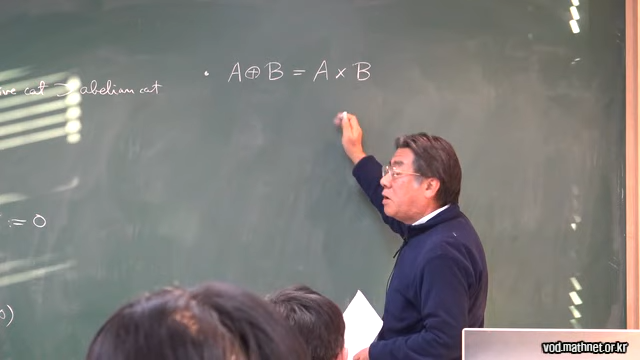 ive cat ⊃ abelian cat
· A⊕B = A × B
= 0
0)
vod.mathnet.or.kr